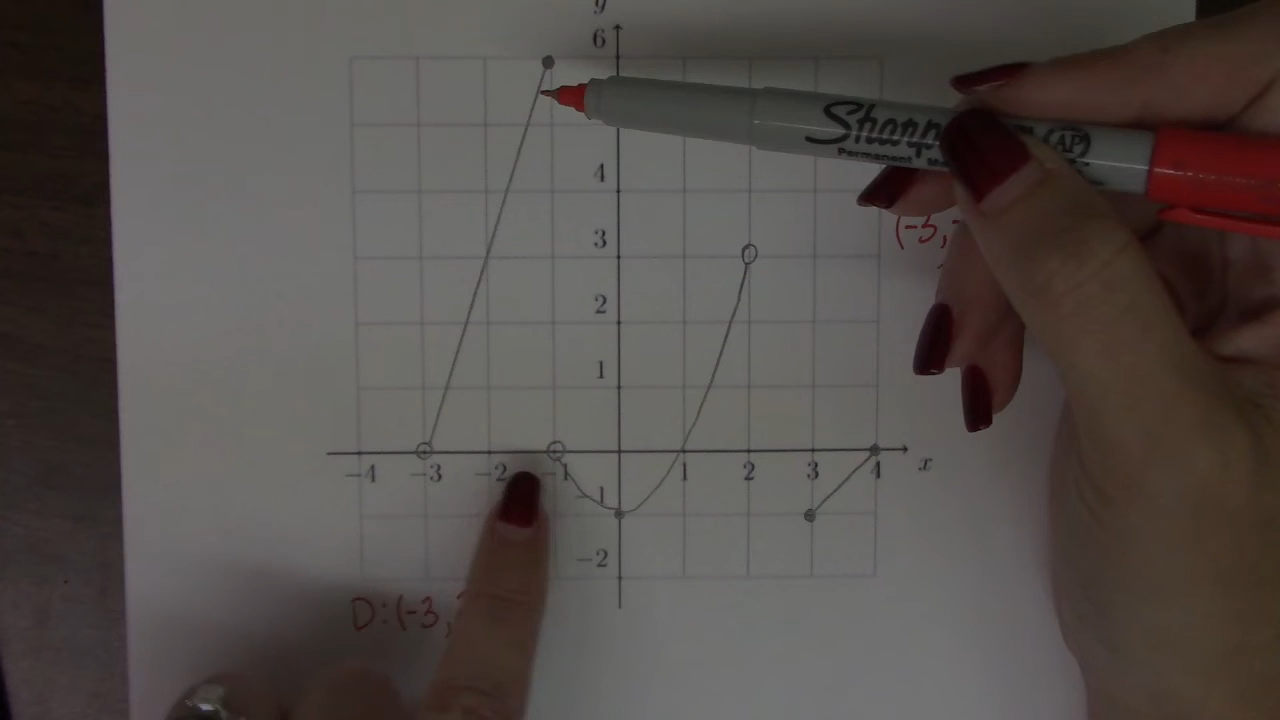 y
6
4
3
2
1
-4 -3 -2 -1 1 2 3 4 x
-1
-2
Sharp
Permanent
AP
(-3,
D:(-3,